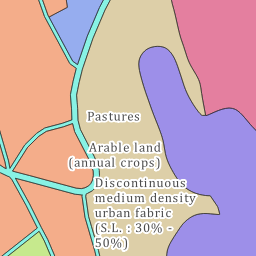 Pastures
Arable land
(annual crops)
Discontinuous
medium density
urban fabric
(S.L. : 30% -
50%)